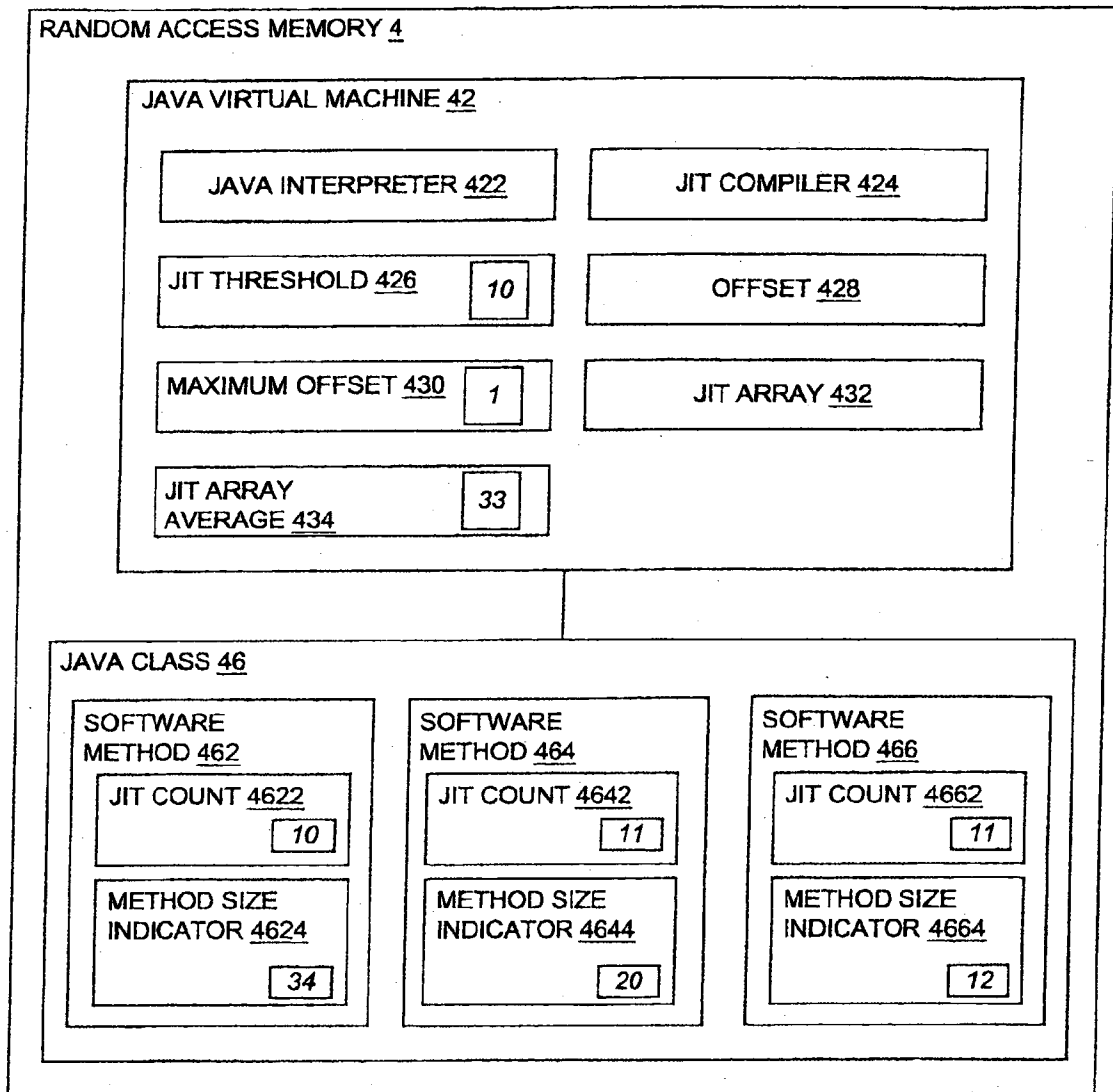 RANDOM ACCESS MEMORY 4
JAVA VIRTUAL MACHINE 42
JAVA INTERPRETER 422
JIT COMPILER 424
JIT THRESHOLD 426
10
OFFSET 428
MAXIMUM OFFSET 430
1
JIT ARRAY 432
JIT ARRAY
AVERAGE 434
33
JAVA CLASS 46
SOFTWARE
METHOD 462
JIT COUNT 4622
10
METHOD SIZE
INDICATOR 4624
34
SOFTWARE
METHOD 464
JIT COUNT 4642
11
METHOD SIZE
INDICATOR 4644
20
SOFTWARE
METHOD 466
JIT COUNT 4662
11
METHOD SIZE
INDICATOR 4664
12